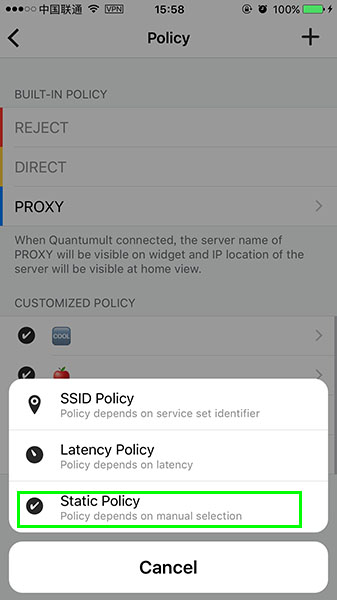 中国联通 VPN 15:58 100%
Policy
BUILT-IN POLICY
REJECT
DIRECT
PROXY
When Quantumult connected, the server name of
PROXY will be visible on widget and IP location of the
server will be visible at home view.
CUSTOMIZED POLICY
COOL
SSID Policy
Policy depends on service set identifier
Latency Policy
Policy depends on latency
Static Policy
Policy depends on manual selection
Cancel